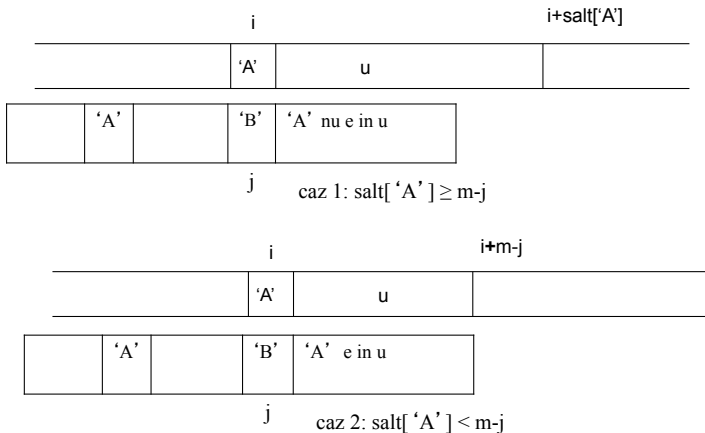 i i+salt['A']
‘A’ u
‘A’ ‘B’ ‘A’ nu e in u
j caz 1: salt[ ‘A’ ] ≥ m-j
i i+m-j
‘A’ u
‘A’ ‘B’ ‘A’ e in u
j caz 2: salt[ ‘A’ ] < m-j